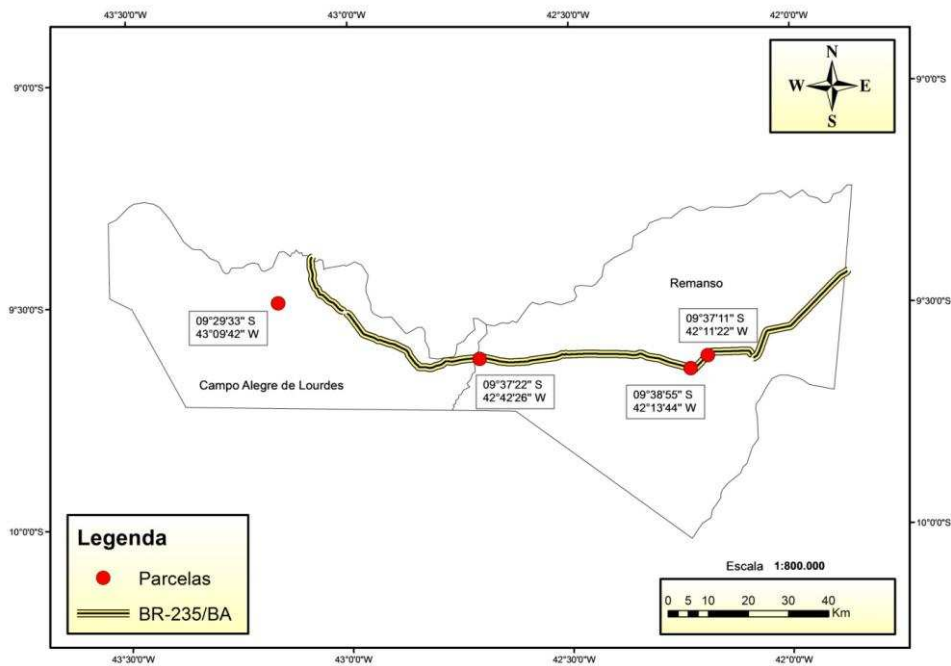 43°30'0"W
43°0'0"W
42°30'0"W
42°0'0"W
9°0'0"S
9°0'0"S
N
W E
S
Remanso
9°30'0"S
9°30'0"S
09°29'33" S
43°09'42" W
09°37'11" S
42°11'22" W
Campo Alegre de Lourdes
09°37'22" S
42°42'26" W
09°38'55" S
42°13'44" W
10°0'0"S
10°0'0"S
Legenda
Parcelas
BR-235/BA
Escala 1:800.000
0 5 10 20 30 40
Km
43°30'0"W
43°0'0"W
42°30'0"W
42°0'0"W